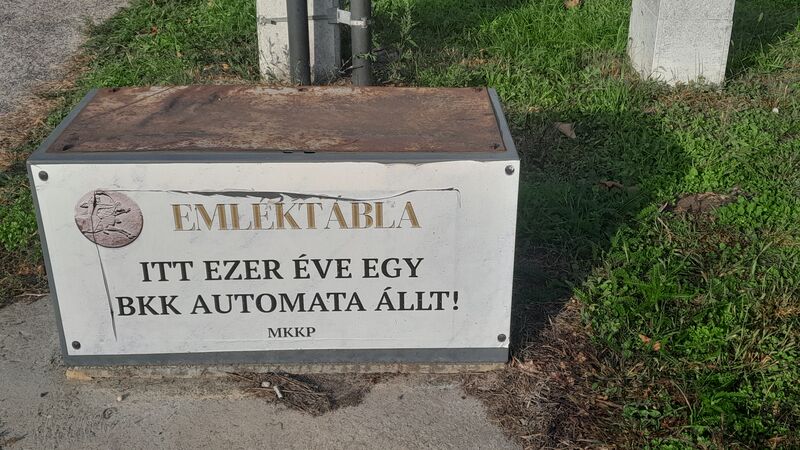 EMLÉKTÁBLA
ITT EZER ÉVE EGY
BKK AUTOMATA ÁLLT!
MKKP